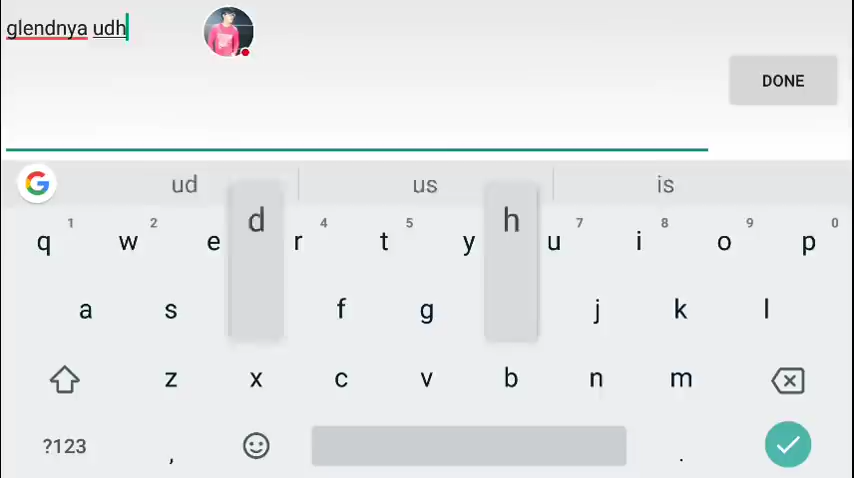 glendnya udh
DONE
ud us is
q 1 w 2 e r 4 t 5 y u 7 i 8 o 9 p 0
d h
a s f g j k l
z x c v b n m
?123 , .